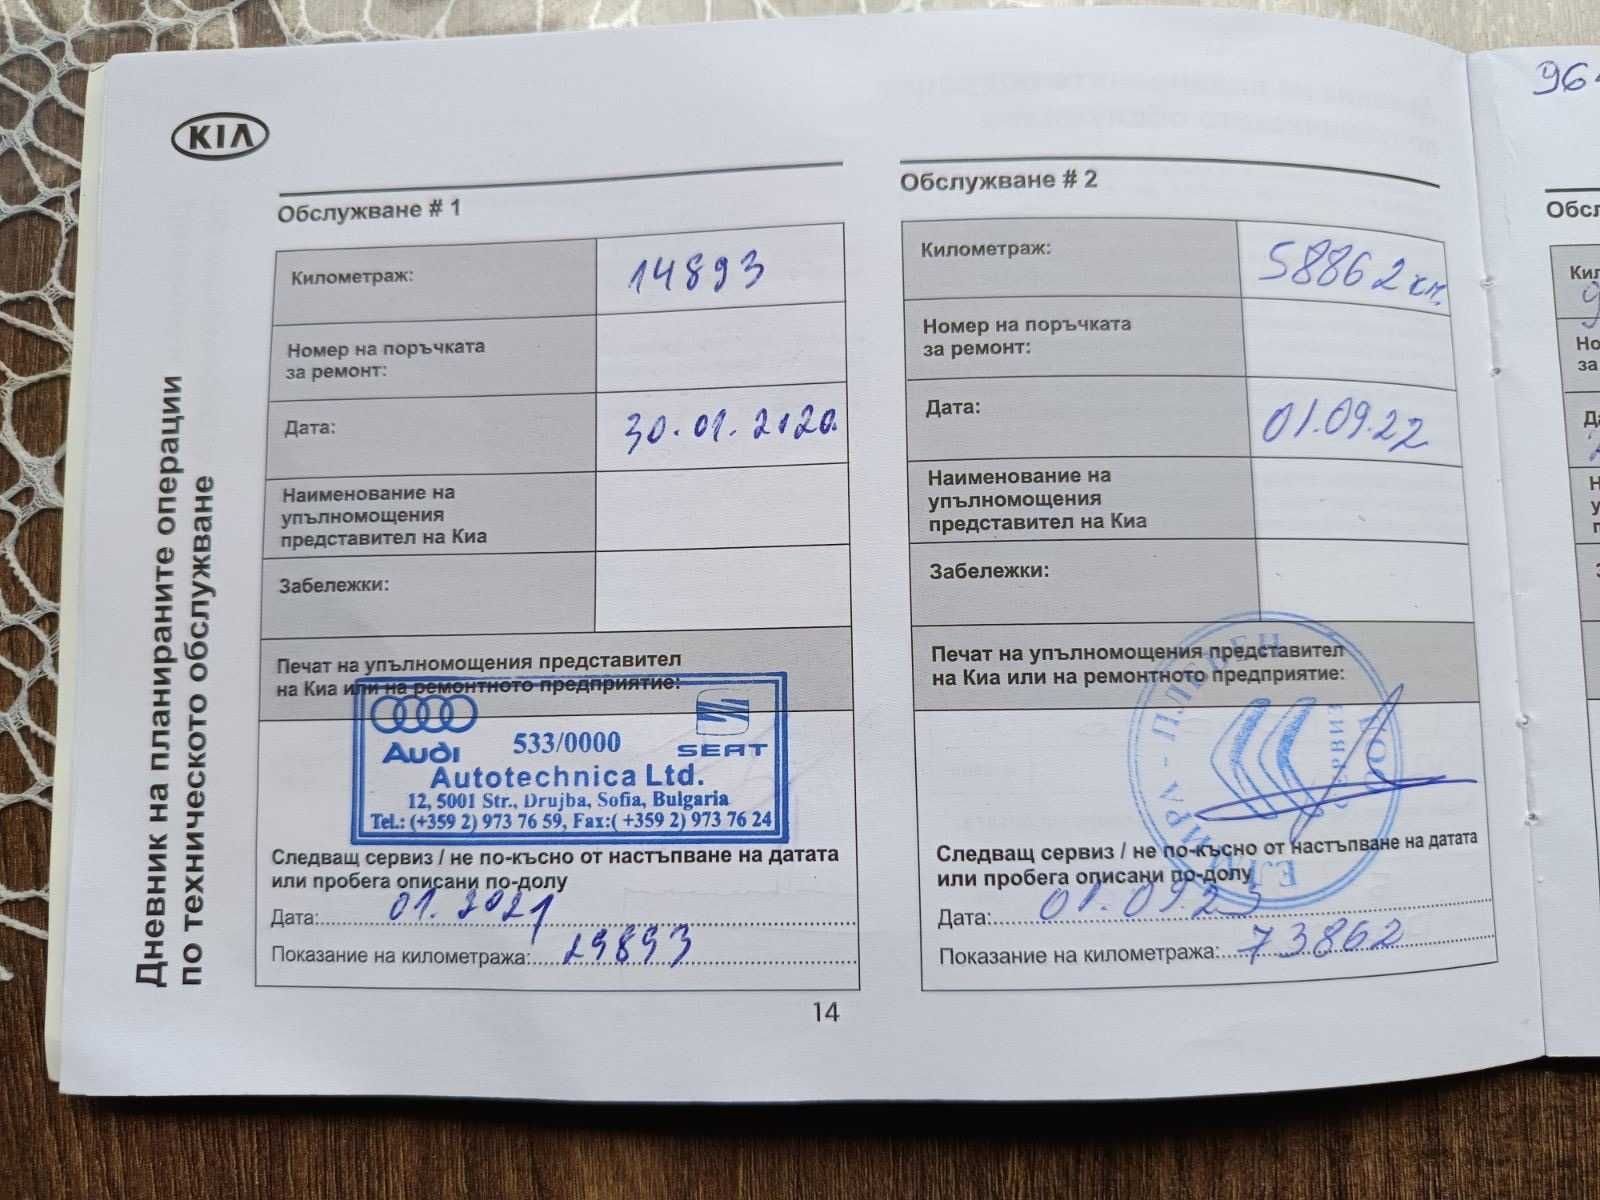 KIA
Дневник на планираните операции
по техническото обслужване
Обслужване # 1
Километраж: 14893
Номер на поръчката
за ремонт:
Дата: 30.01.2020.
Наименование на
упълномощения
представител на Киа
Забележки:
Печат на упълномощения представител
на Киа или на ремонтното предприятие:
Audi 533/0000 SEAT
Autotechnica Ltd.
12, 5001 Str., Drujba, Sofia, Bulgaria
Tel.: (+359 2) 973 76 59, Fax:( +359 2) 973 76 24
Следващ сервиз / не по-късно от настъпване на датата
или пробега описани по-долу
Дата: 01.2021
Показание на километража: 29893
Обслужване # 2
Километраж: 58862 км.
Номер на поръчката
за ремонт:
Дата: 01.09.22
Наименование на
упълномощения
представител на Киа
Забележки:
Печат на упълномощения представител
на Киа или на ремонтното предприятие:
ЕЛМИРА - ПЛЕВЕН
СЕРВИЗ
ООД
Следващ сервиз / не по-късно от настъпване на датата
или пробега описани по-долу
Дата: 01.09.23
Показание на километража: 73862
14